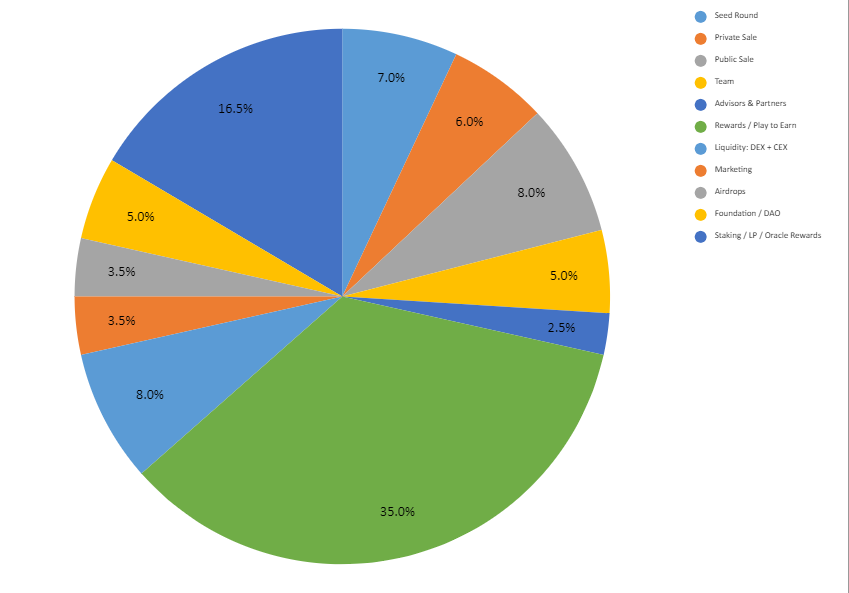 7.0%
6.0%
8.0%
5.0%
2.5%
35.0%
8.0%
3.5%
3.5%
5.0%
16.5%
Seed Round
Private Sale
Public Sale
Team
Advisors & Partners
Rewards / Play to Earn
Liquidity: DEX + CEX
Marketing
Airdrops
Foundation / DAO
Staking / LP / Oracle Rewards